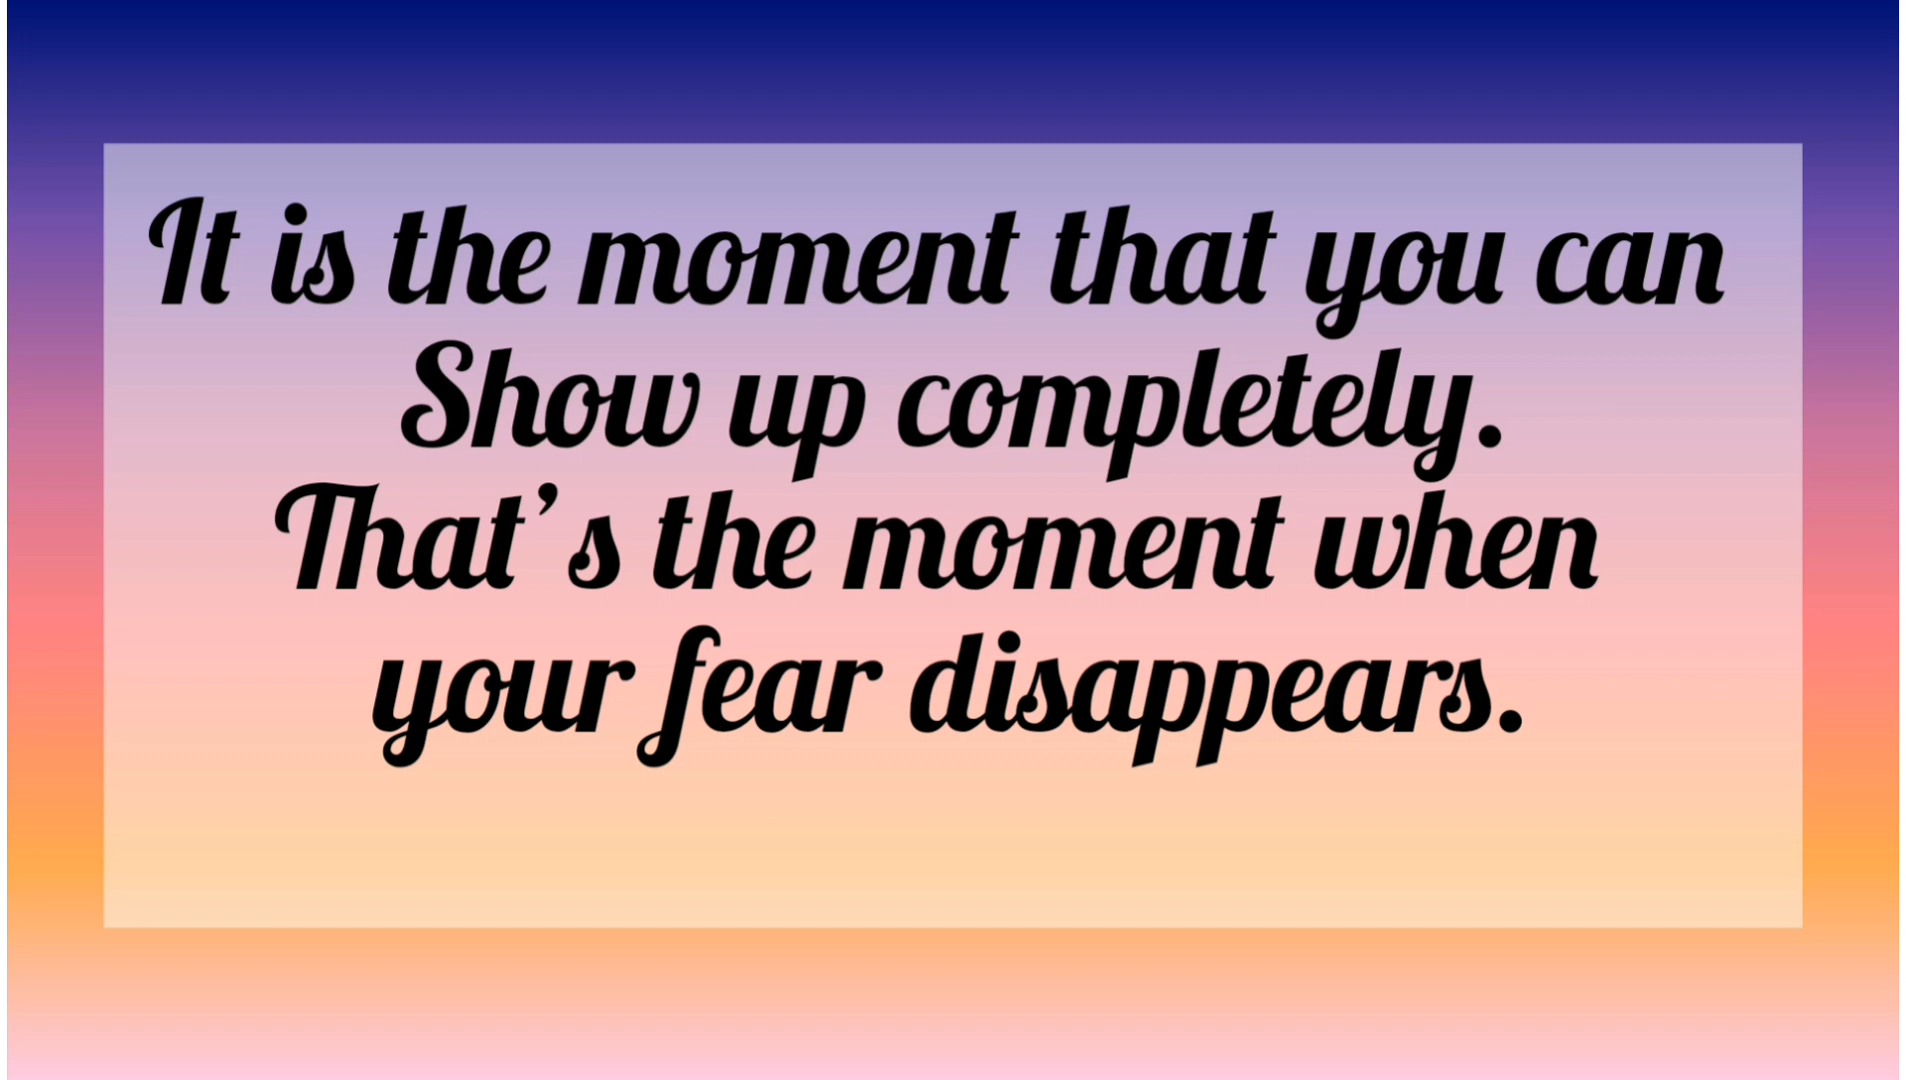 It is the moment that you can
Show up completely.
That’s the moment when
your fear disappears.